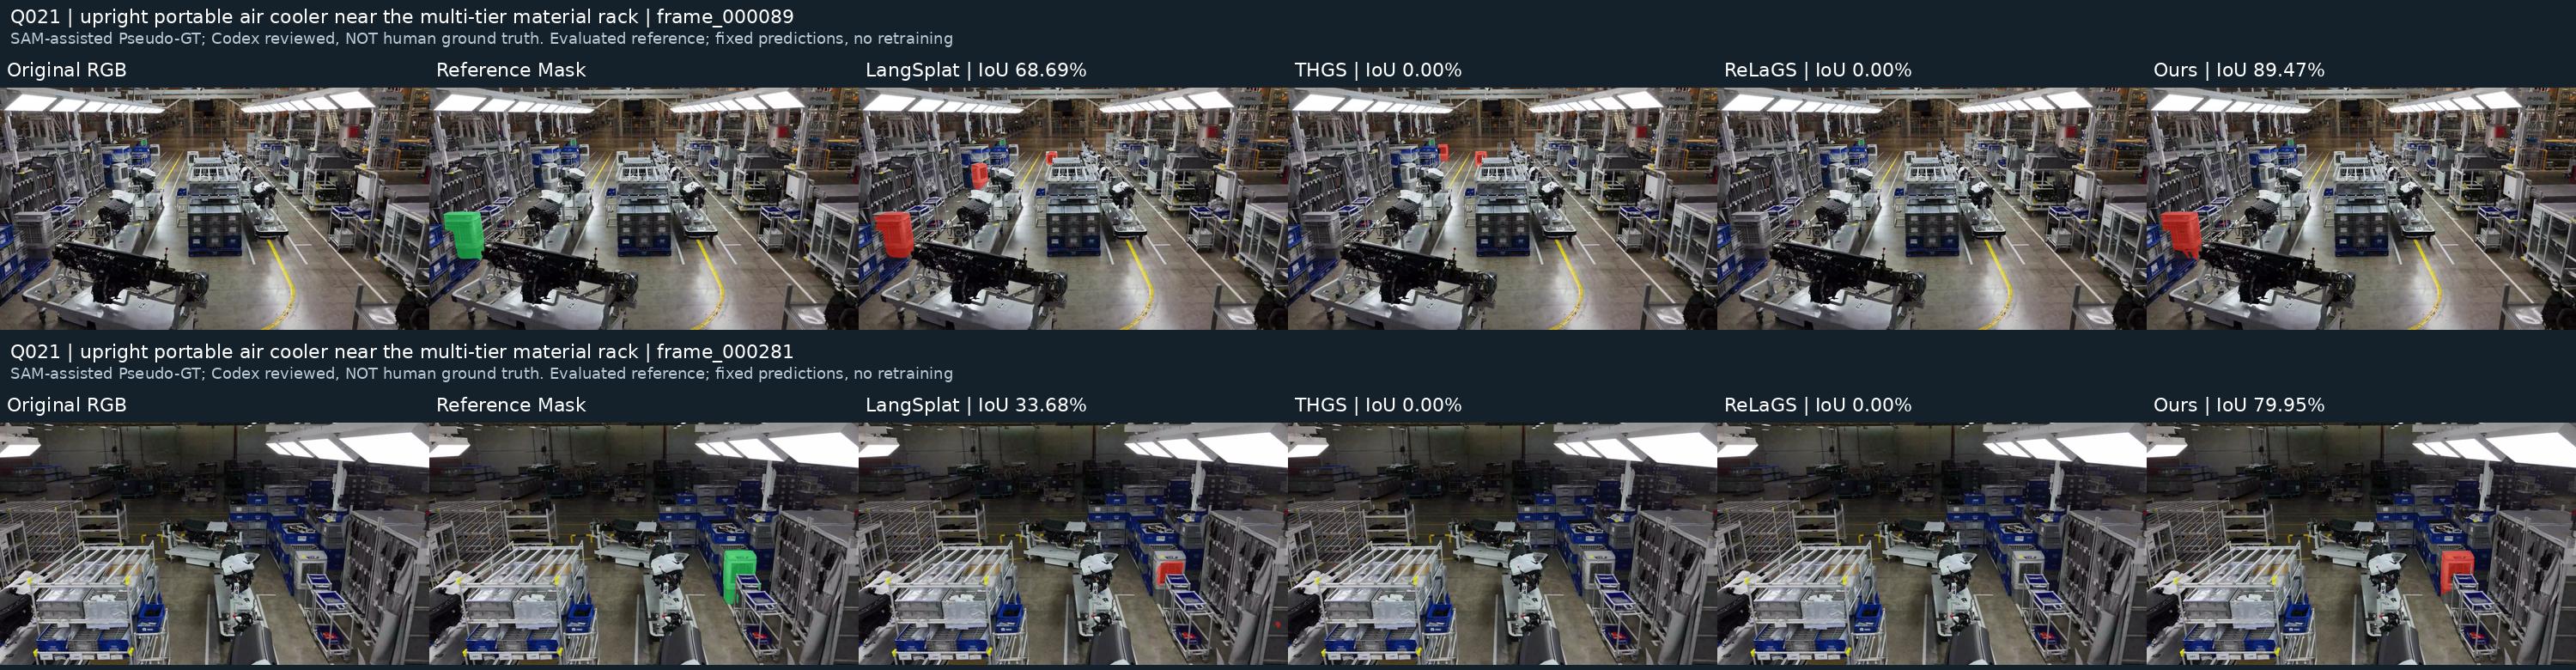 Q021 | upright portable air cooler near the multi-tier material rack | frame_000089
SAM-assisted Pseudo-GT; Codex reviewed, NOT human ground truth. Evaluated reference; fixed predictions, no retraining
Original RGB
Reference Mask
LangSplat | IoU 68.69%
THGS | IoU 0.00%
ReLaGS | IoU 0.00%
Ours | IoU 89.47%
Q021 | upright portable air cooler near the multi-tier material rack | frame_000281
SAM-assisted Pseudo-GT; Codex reviewed, NOT human ground truth. Evaluated reference; fixed predictions, no retraining
Original RGB
Reference Mask
LangSplat | IoU 33.68%
THGS | IoU 0.00%
ReLaGS | IoU 0.00%
Ours | IoU 79.95%